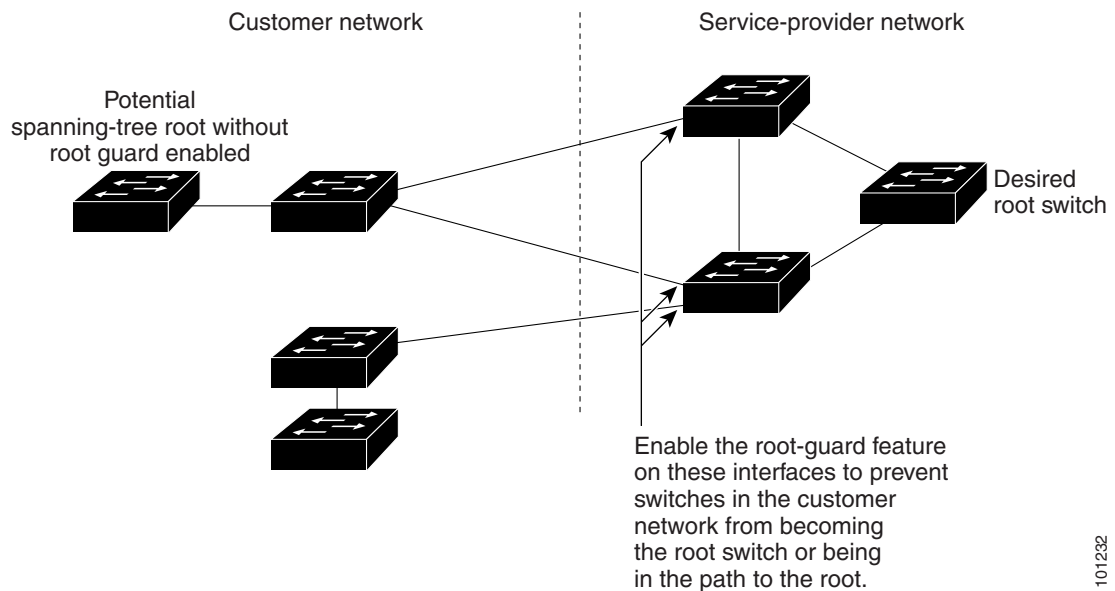 Customer network
Service-provider network
Potential
spanning-tree root without
root guard enabled
Desired
root switch
Enable the root-guard feature
on these interfaces to prevent
switches in the customer
network from becoming
the root switch or being
in the path to the root.
101232